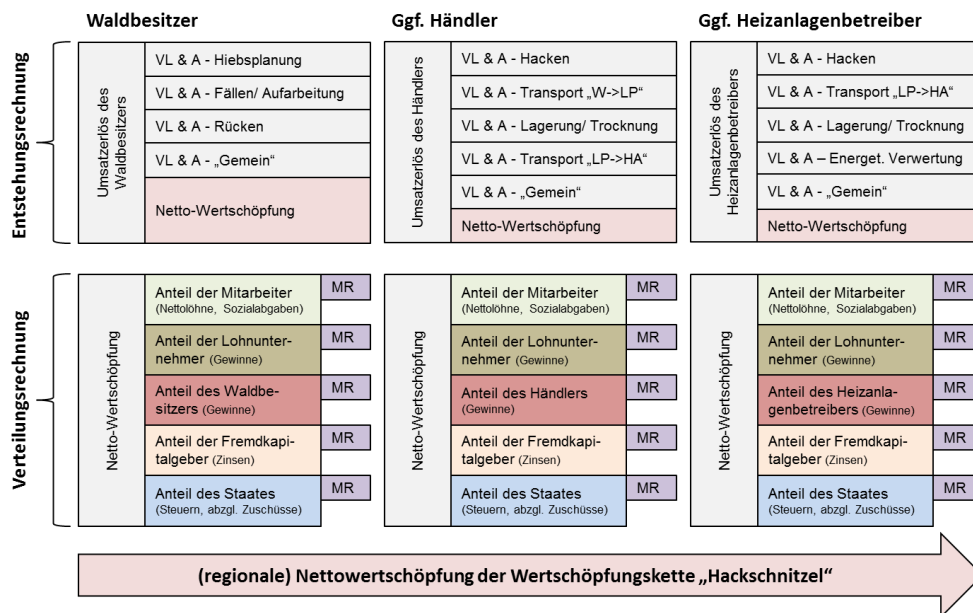 Waldbesitzer
Ggf. Händler
Ggf. Heizanlagenbetreiber
Entstehungsrechnung
Umsatzerlös des
Waldbesitzers
VL & A - Hiebsplanung
VL & A - Fällen/ Aufarbeitung
VL & A - Rücken
VL & A - „Gemein“
Netto-Wertschöpfung
Umsatzerlös des Händlers
VL & A - Hacken
VL & A - Transport „W->LP“
VL & A - Lagerung/ Trocknung
VL & A - Transport „LP->HA“
VL & A - „Gemein“
Netto-Wertschöpfung
Umsatzerlös des
Heizanlagenbetreibers
VL & A - Hacken
VL & A - Transport „LP->HA“
VL & A - Lagerung/ Trocknung
VL & A – Energet. Verwertung
VL & A - „Gemein“
Netto-Wertschöpfung
Verteilungsrechnung
Netto-Wertschöpfung
Anteil der Mitarbeiter
(Nettolöhne, Sozialabgaben)
MR
Anteil der Lohnunter-
nehmer (Gewinne)
MR
Anteil des Waldbe-
sitzers (Gewinne)
MR
Anteil der Fremdkapi-
talgeber (Zinsen)
MR
Anteil des Staates
(Steuern, abzgl. Zuschüsse)
MR
Netto-Wertschöpfung
Anteil der Mitarbeiter
(Nettolöhne, Sozialabgaben)
MR
Anteil der Lohnunter-
nehmer (Gewinne)
MR
Anteil des Händlers
(Gewinne)
MR
Anteil der Fremdkapi-
talgeber (Zinsen)
MR
Anteil des Staates
(Steuern, abzgl. Zuschüsse)
MR
Netto-Wertschöpfung
Anteil der Mitarbeiter
(Nettolöhne, Sozialabgaben)
MR
Anteil der Lohnunter-
nehmer (Gewinne)
MR
Anteil des Heizanla-
genbetreibers (Gewinne)
MR
Anteil der Fremdkapi-
talgeber (Zinsen)
MR
Anteil des Staates
(Steuern, abzgl. Zuschüsse)
MR
(regionale) Nettowertschöpfung der Wertschöpfungskette „Hackschnitzel“